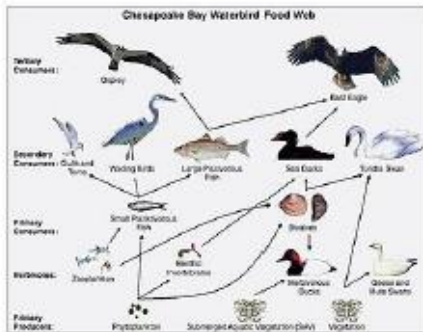 Chesapeake Bay Waterbird Food Web
Tertiary
Consumers:
Osprey
Bald Eagle
Secondary
Consumers:
Gulls and
Terns
Wading Birds
Large Piscivorous
Fish
Sea Ducks
Tundra Swan
Primary
Consumers:
Small Planktivorous
Fish
Bivalves
Herbivores:
Zooplankton
Benthic
Invertebrates
Herbivorous
Ducks
Geese and
Mute Swans
Primary
Producers:
Phytoplankton
Submerged Aquatic Vegetation (SAV)
Vegetation